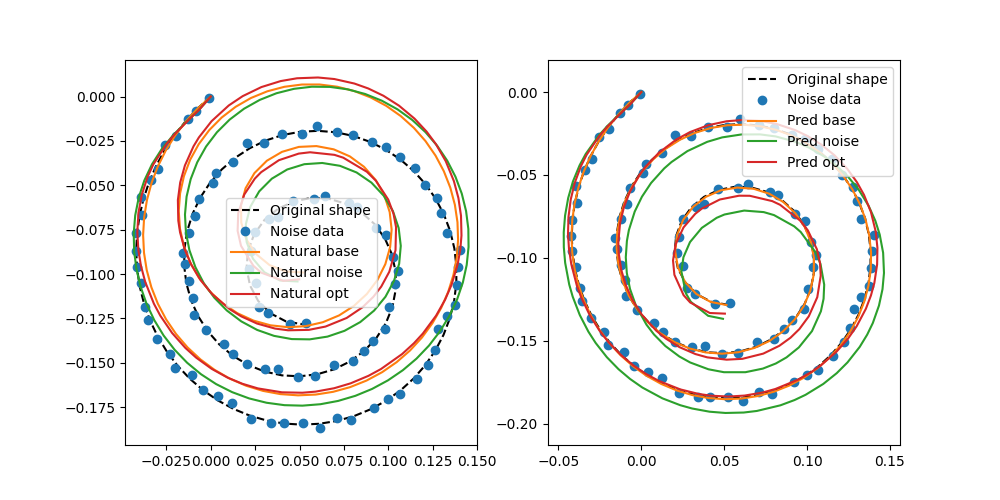 0.000
−0.025
−0.050
−0.075
−0.100
−0.125
−0.150
−0.175
−0.025 0.000 0.025 0.050 0.075 0.100 0.125 0.150
Original shape
Noise data
Natural base
Natural noise
Natural opt
0.00
−0.05
−0.10
−0.15
−0.20
−0.05 0.00 0.05 0.10 0.15
Original shape
Noise data
Pred base
Pred noise
Pred opt